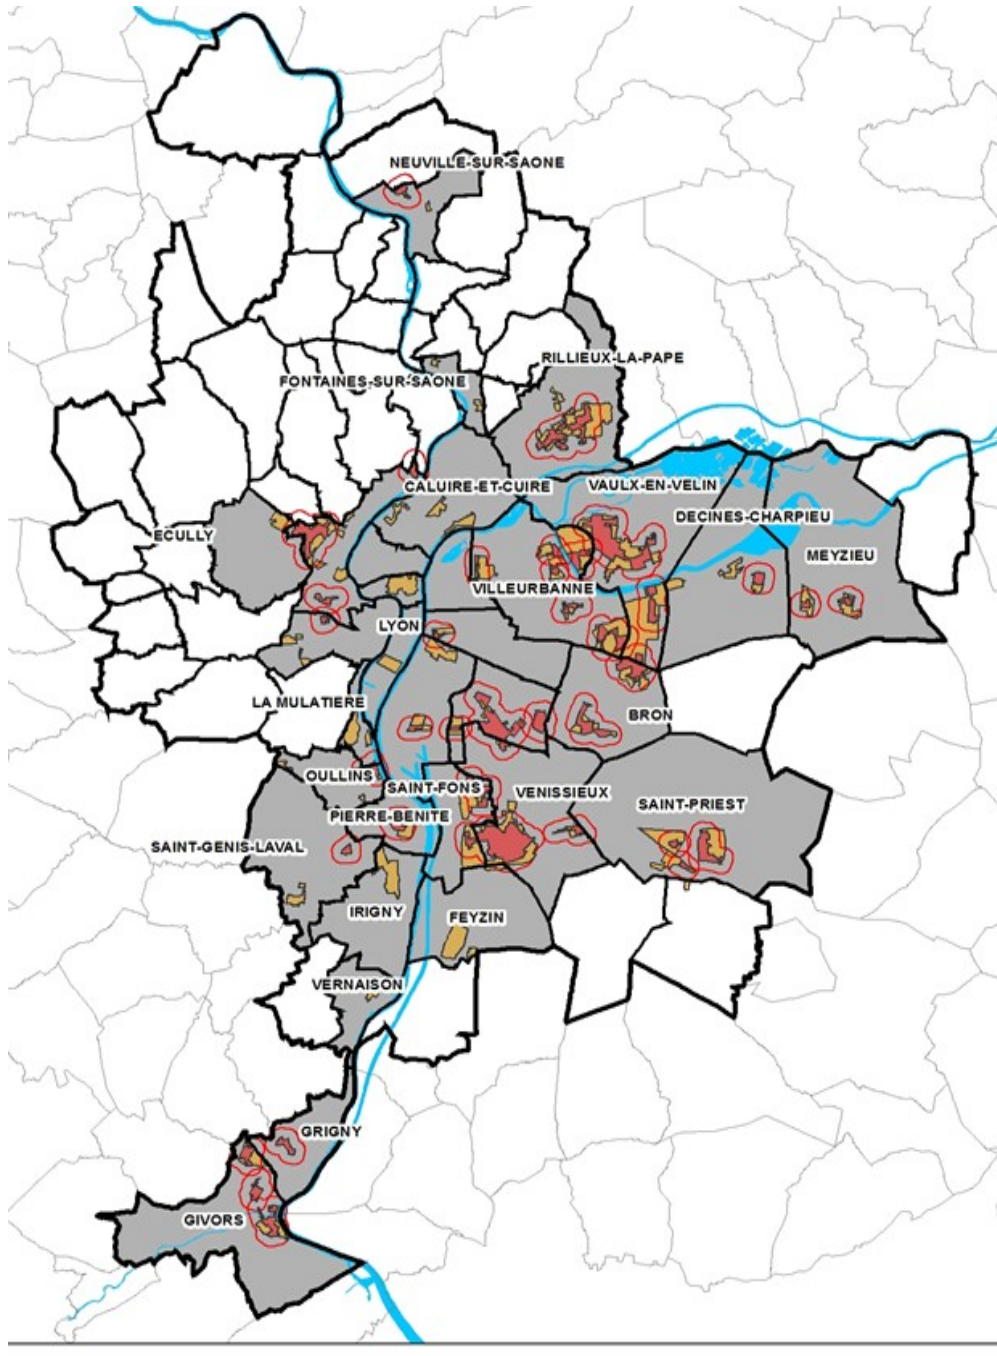 NEUVILLE-SUR-SAONE
RILLIEUX-LA-PAPE
FONTAINES-SUR-SAONE
CALUIRE-ET-CUIRE
VAULX-EN-VELIN
DECINES-CHARPIEU
ECULLY
MEYZIEU
VILLEURBANNE
LYON
LA MULATIERE
BRON
OULLINS
SAINT-FONS
VENISSIEUX
SAINT-PRIEST
PIERRE-BENITE
SAINT-GENIS-LAVAL
IRIGNY
FEYZIN
VERNAISON
GRIGNY
GIVORS